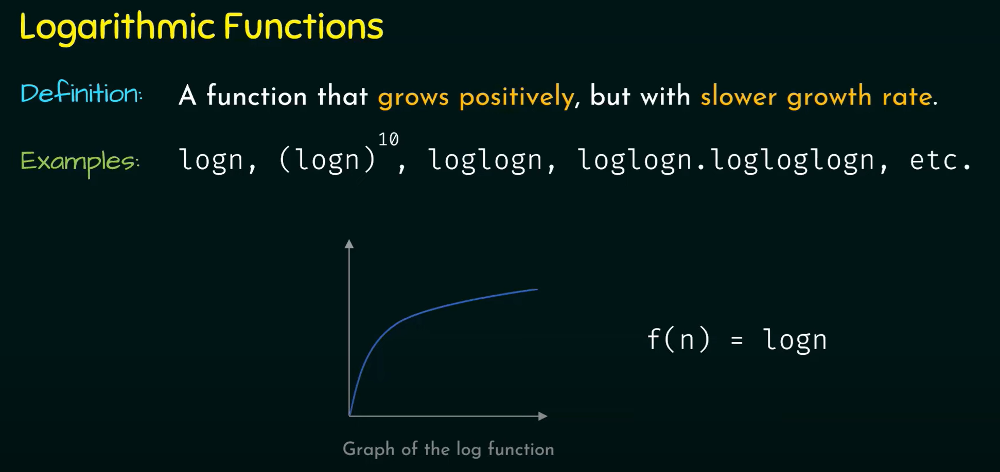 Logarithmic Functions
Definition: A function that grows positively, but with slower growth rate.
Examples: logn, (logn)^10, loglogn, loglogn.logloglogn, etc.
f(n) = logn
Graph of the log function